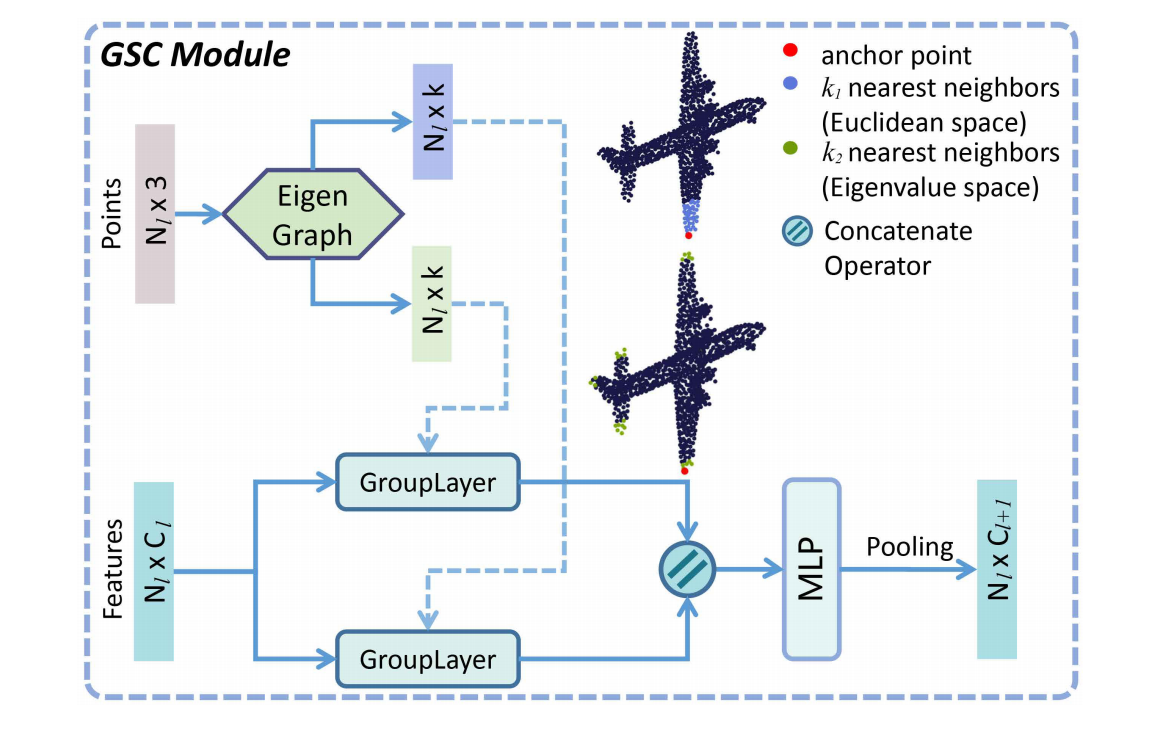 GSC Module
Points
Nl x 3
Eigen
Graph
Nl x k
Nl x k
anchor point
k1 nearest neighbors
(Euclidean space)
k2 nearest neighbors
(Eigenvalue space)
Concatenate
Operator
Features
Nl x Cl
GroupLayer
GroupLayer
MLP
Pooling
Nl x Cl+1